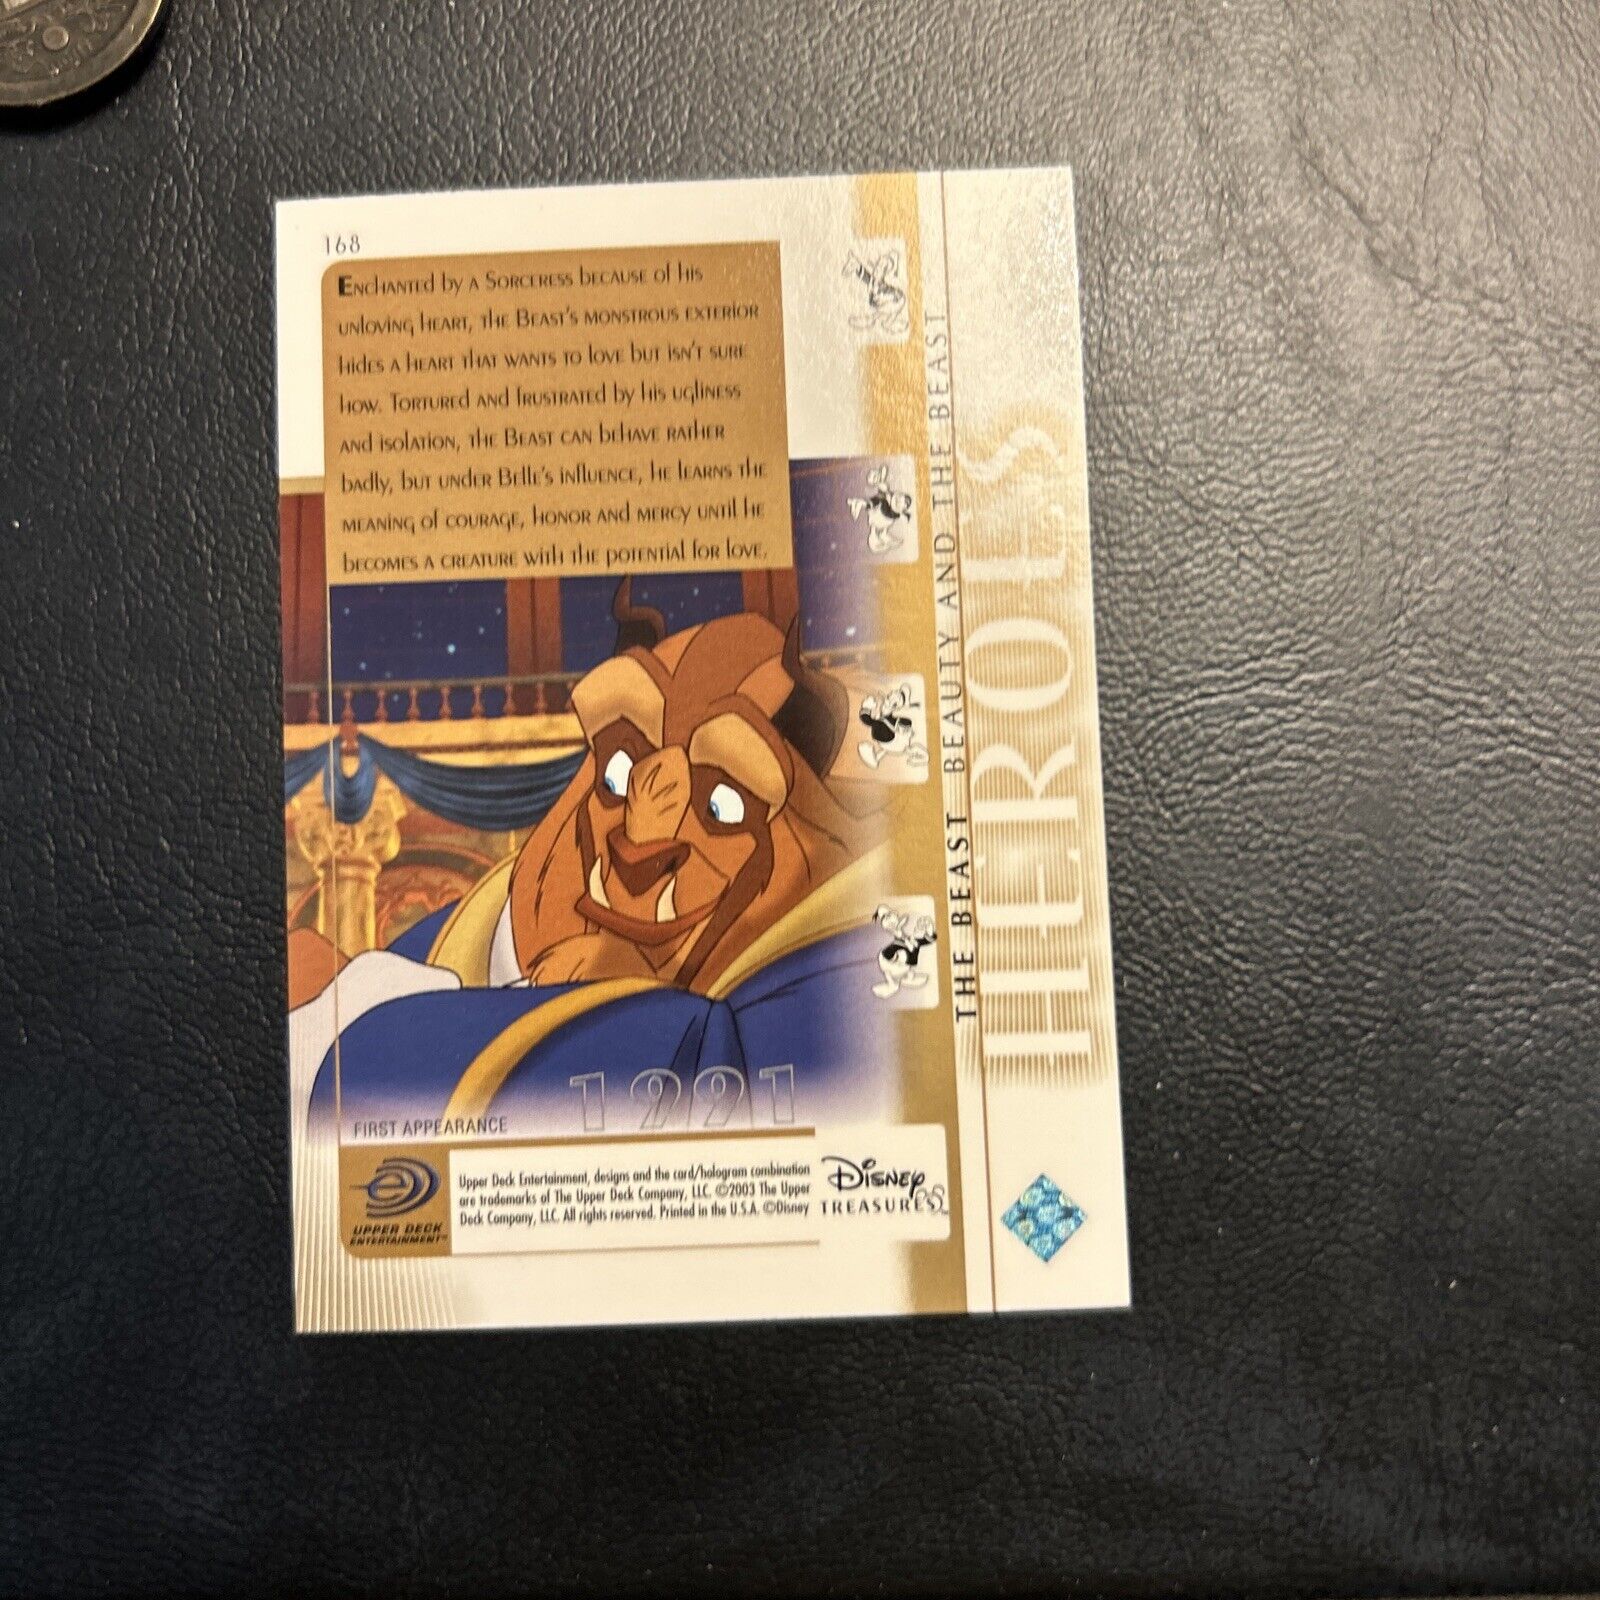 168
Enchanted by a Sorceress because of his
unloving heart, the Beast's monstrous exterior
hides a heart that wants to love but isn't sure
how. Tortured and frustrated by his ugliness
and isolation, the Beast can behave rather
badly, but under Belle's influence, he learns the
meaning of courage, honor and mercy until he
becomes a creature with the potential for love.
THE BEAST BEAUTY AND THE BEAST
HEROES
FIRST APPEARANCE 1991
UPPER DECK
ENTERTAINMENT
Upper Deck Entertainment, designs and the card/hologram combination
are trademarks of The Upper Deck Company, LLC. ©2003 The Upper
Deck Company, LLC. All rights reserved. Printed in the U.S.A. ©Disney
Disney
TREASURES